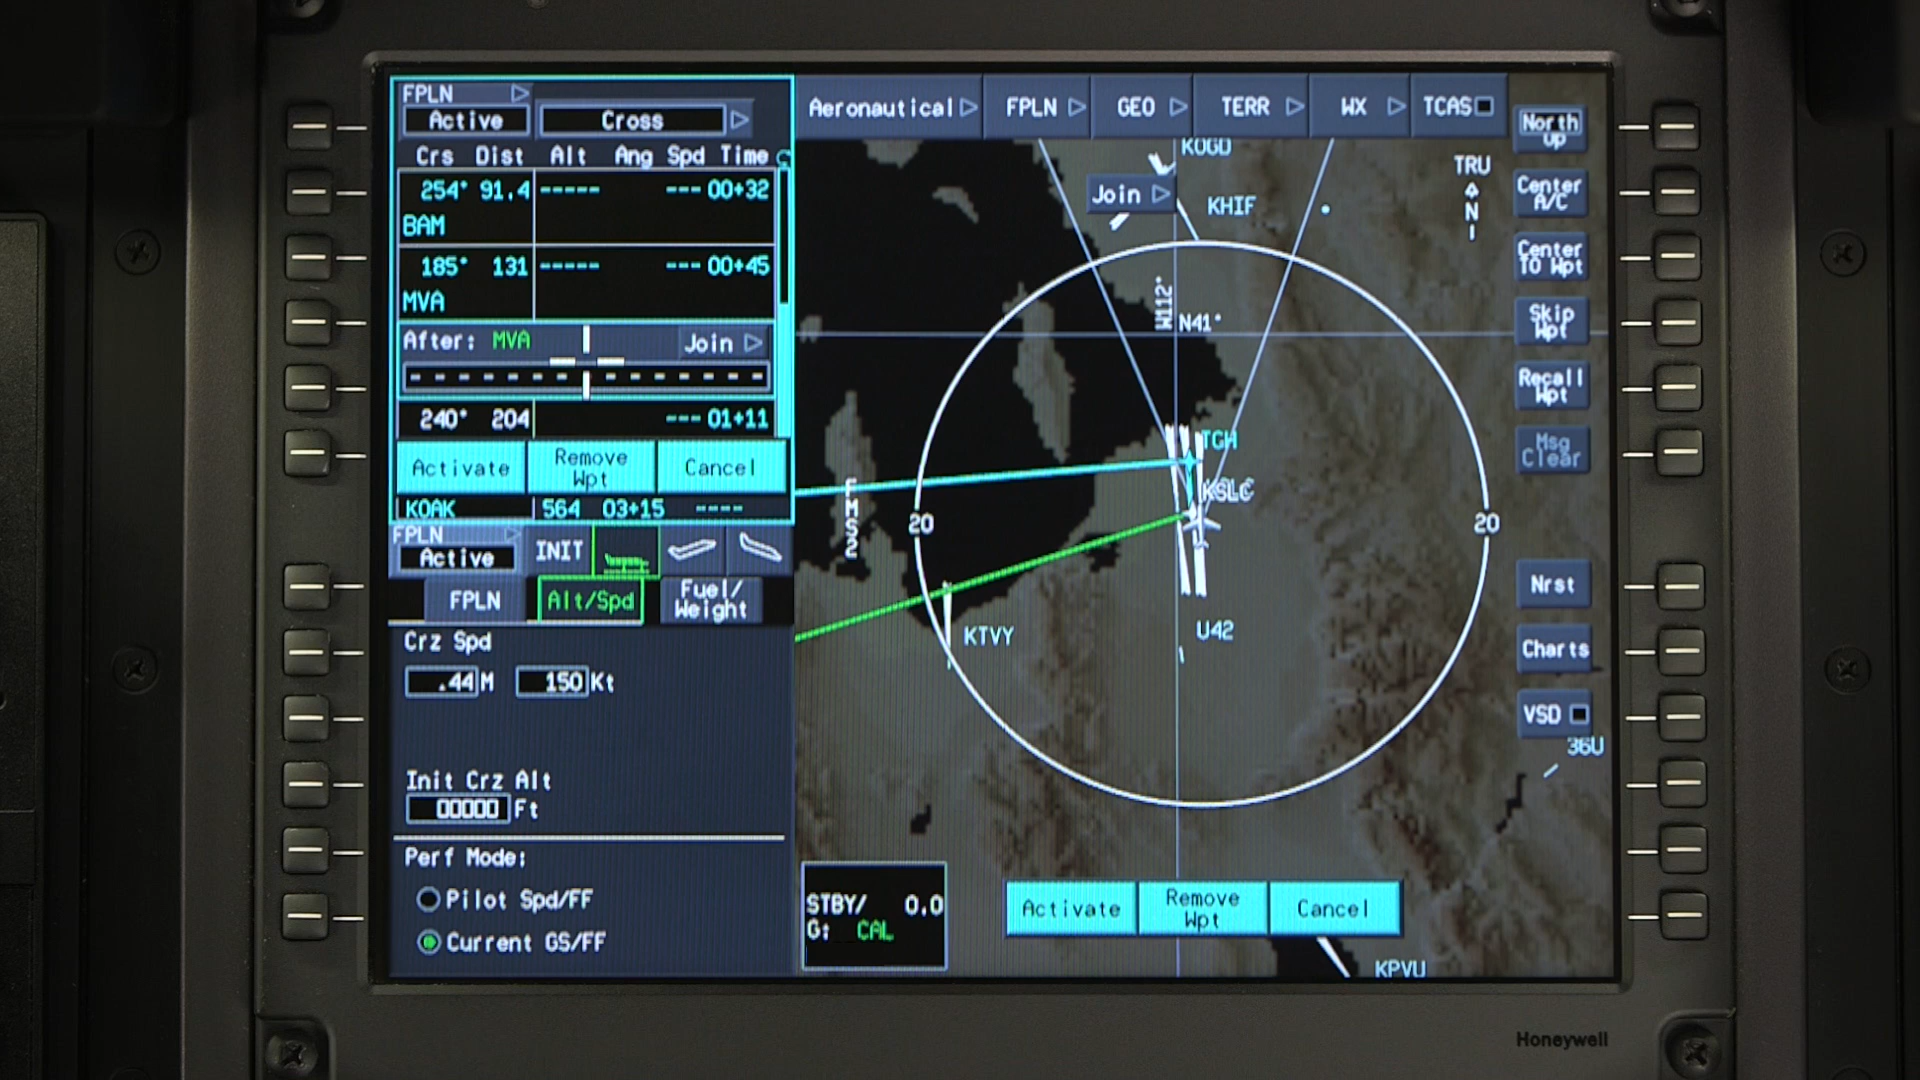 FPLN
Active
Cross
Crs Dist Alt Ang Spd Time
254° 91.4 ----- --- 00+32
BAM
185° 131 ----- --- 00+45
MVA
After: MVA Join
240° 204 --- 01+11
Activate
Remove
Wpt
Cancel
KOAK 564 03+15 ----
FPLN
Active
INIT
FPLN
Alt/Spd
Fuel/
Weight
Crz Spd
.44 M 150 Kt
Init Crz Alt
00000 Ft
Perf Mode:
Pilot Spd/FF
Current GS/FF
Aeronautical
FPLN
GEO
TERR
WX
TCAS
KOGD
Join
KHIF
TRU
N
W112°
N41°
TCH
KSLC
FMS2
20
20
KTVY
U42
36U
STBY/ 0.0
G: CAL
Activate
Remove
Wpt
Cancel
KPVU
North
Up
Center
A/C
Center
TO Wpt
Skip
Wpt
Recall
Wpt
Msg
Clear
Nrst
Charts
VSD
Honeywell